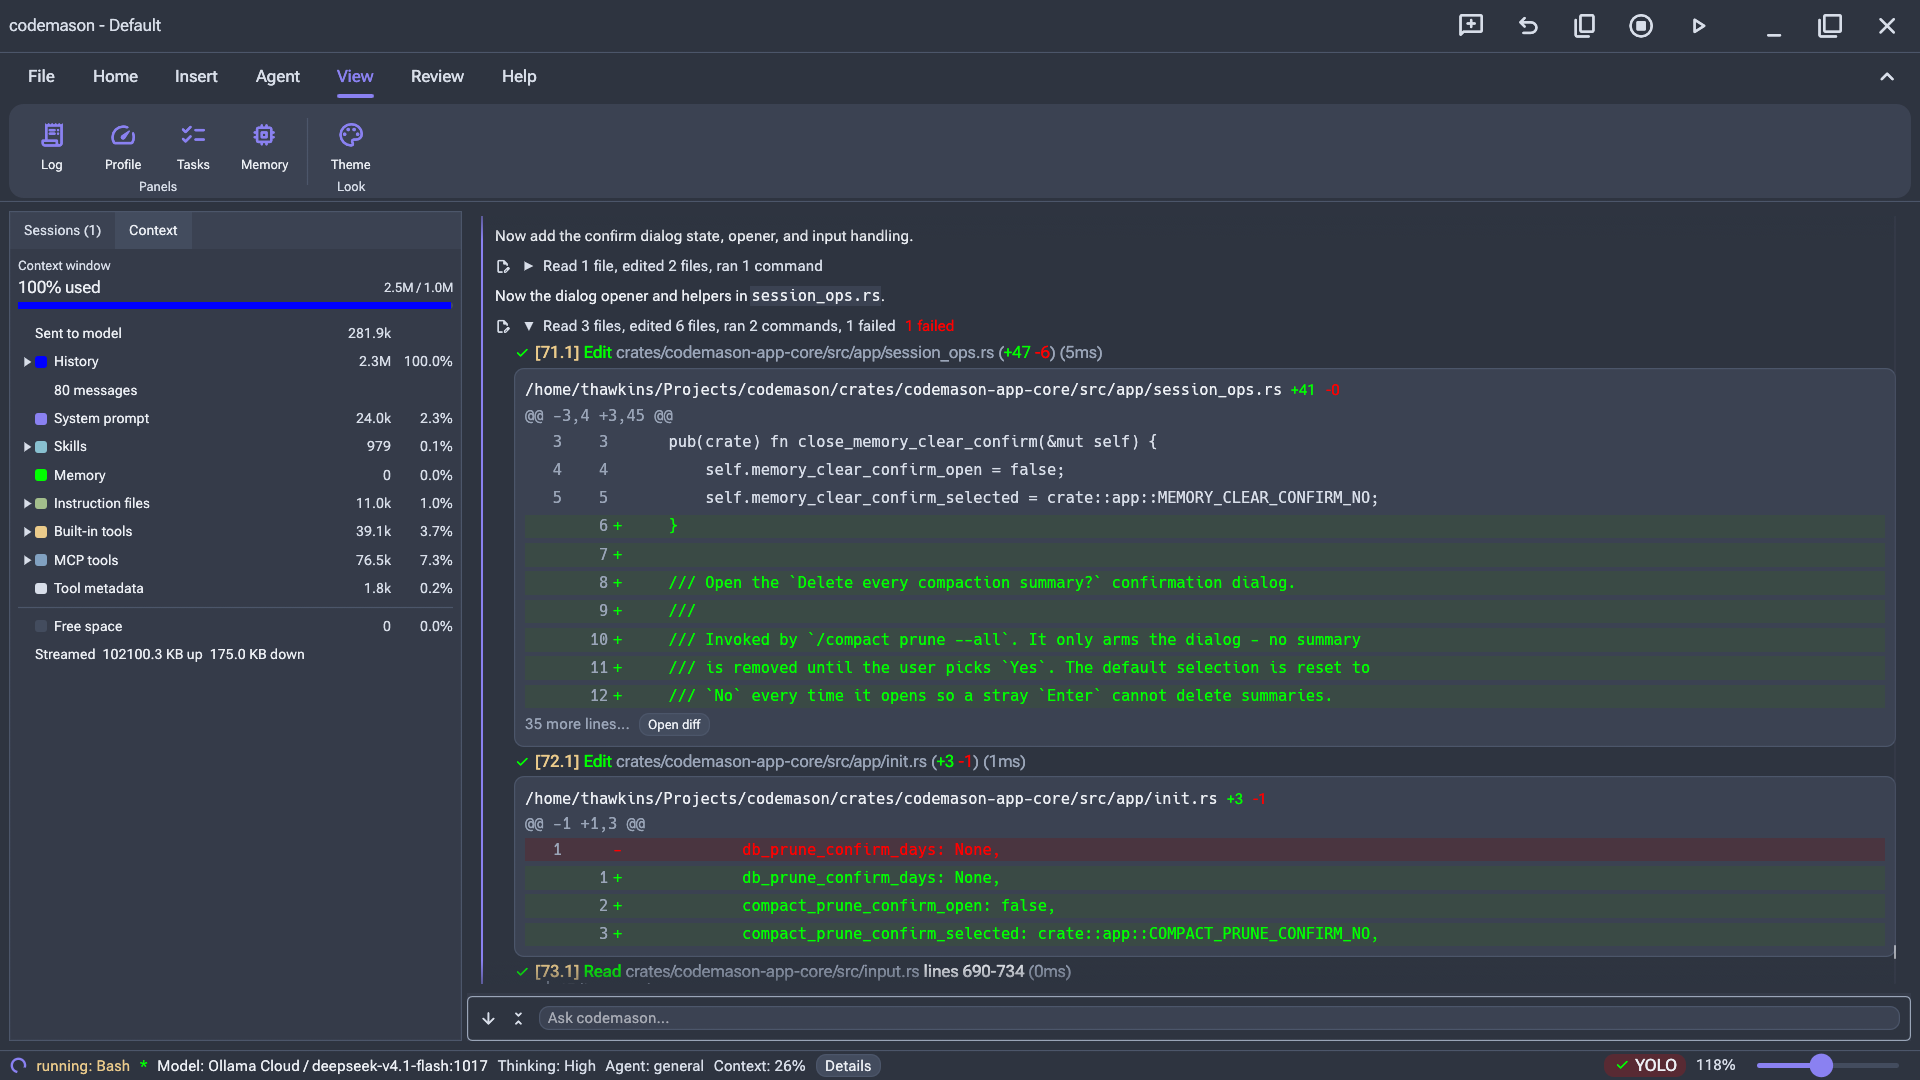 codemason - Default
File Home Insert Agent View Review Help
Log Profile Tasks Memory Theme
Panels Look
Sessions (1) Context
Context window
100% used 2.5M / 1.0M
Sent to model 281.9k
History 2.3M 100.0%
80 messages
System prompt 24.0k 2.3%
Skills 979 0.1%
Memory 0 0.0%
Instruction files 11.0k 1.0%
Built-in tools 39.1k 3.7%
MCP tools 76.5k 7.3%
Tool metadata 1.8k 0.2%
Free space 0 0.0%
Streamed 102100.3 KB up 175.0 KB down
Now add the confirm dialog state, opener, and input handling.
Read 1 file, edited 2 files, ran 1 command
Now the dialog opener and helpers in session_ops.rs.
Read 3 files, edited 6 files, ran 2 commands, 1 failed 1 failed
[71.1] Edit crates/codemason-app-core/src/app/session_ops.rs (+47 -6) (5ms)
/home/thawkins/Projects/codemason/crates/codemason-app-core/src/app/session_ops.rs +41 -0
@@ -3,4 +3,45 @@
3 3 pub(crate) fn close_memory_clear_confirm(&mut self) {
4 4 self.memory_clear_confirm_open = false;
5 5 self.memory_clear_confirm_selected = crate::app::MEMORY_CLEAR_CONFIRM_NO;
6 + }
7 +
8 + /// Open the `Delete every compaction summary?` confirmation dialog.
9 + ///
10 + /// Invoked by `/compact prune --all`. It only arms the dialog - no summary
11 + /// is removed until the user picks `Yes`. The default selection is reset to
12 + /// `No` every time it opens so a stray `Enter` cannot delete summaries.
35 more lines... Open diff
[72.1] Edit crates/codemason-app-core/src/app/init.rs (+3 -1) (1ms)
/home/thawkins/Projects/codemason/crates/codemason-app-core/src/app/init.rs +3 -1
@@ -1 +1,3 @@
1 - db_prune_confirm_days: None,
1 + db_prune_confirm_days: None,
2 + compact_prune_confirm_open: false,
3 + compact_prune_confirm_selected: crate::app::COMPACT_PRUNE_CONFIRM_NO,
[73.1] Read crates/codemason-app-core/src/input.rs lines 690-734 (0ms)
Ask codemason...
running: Bash * Model: Ollama Cloud / deepseek-v4.1-flash:1017 Thinking: High Agent: general Context: 26% Details YOLO 118%